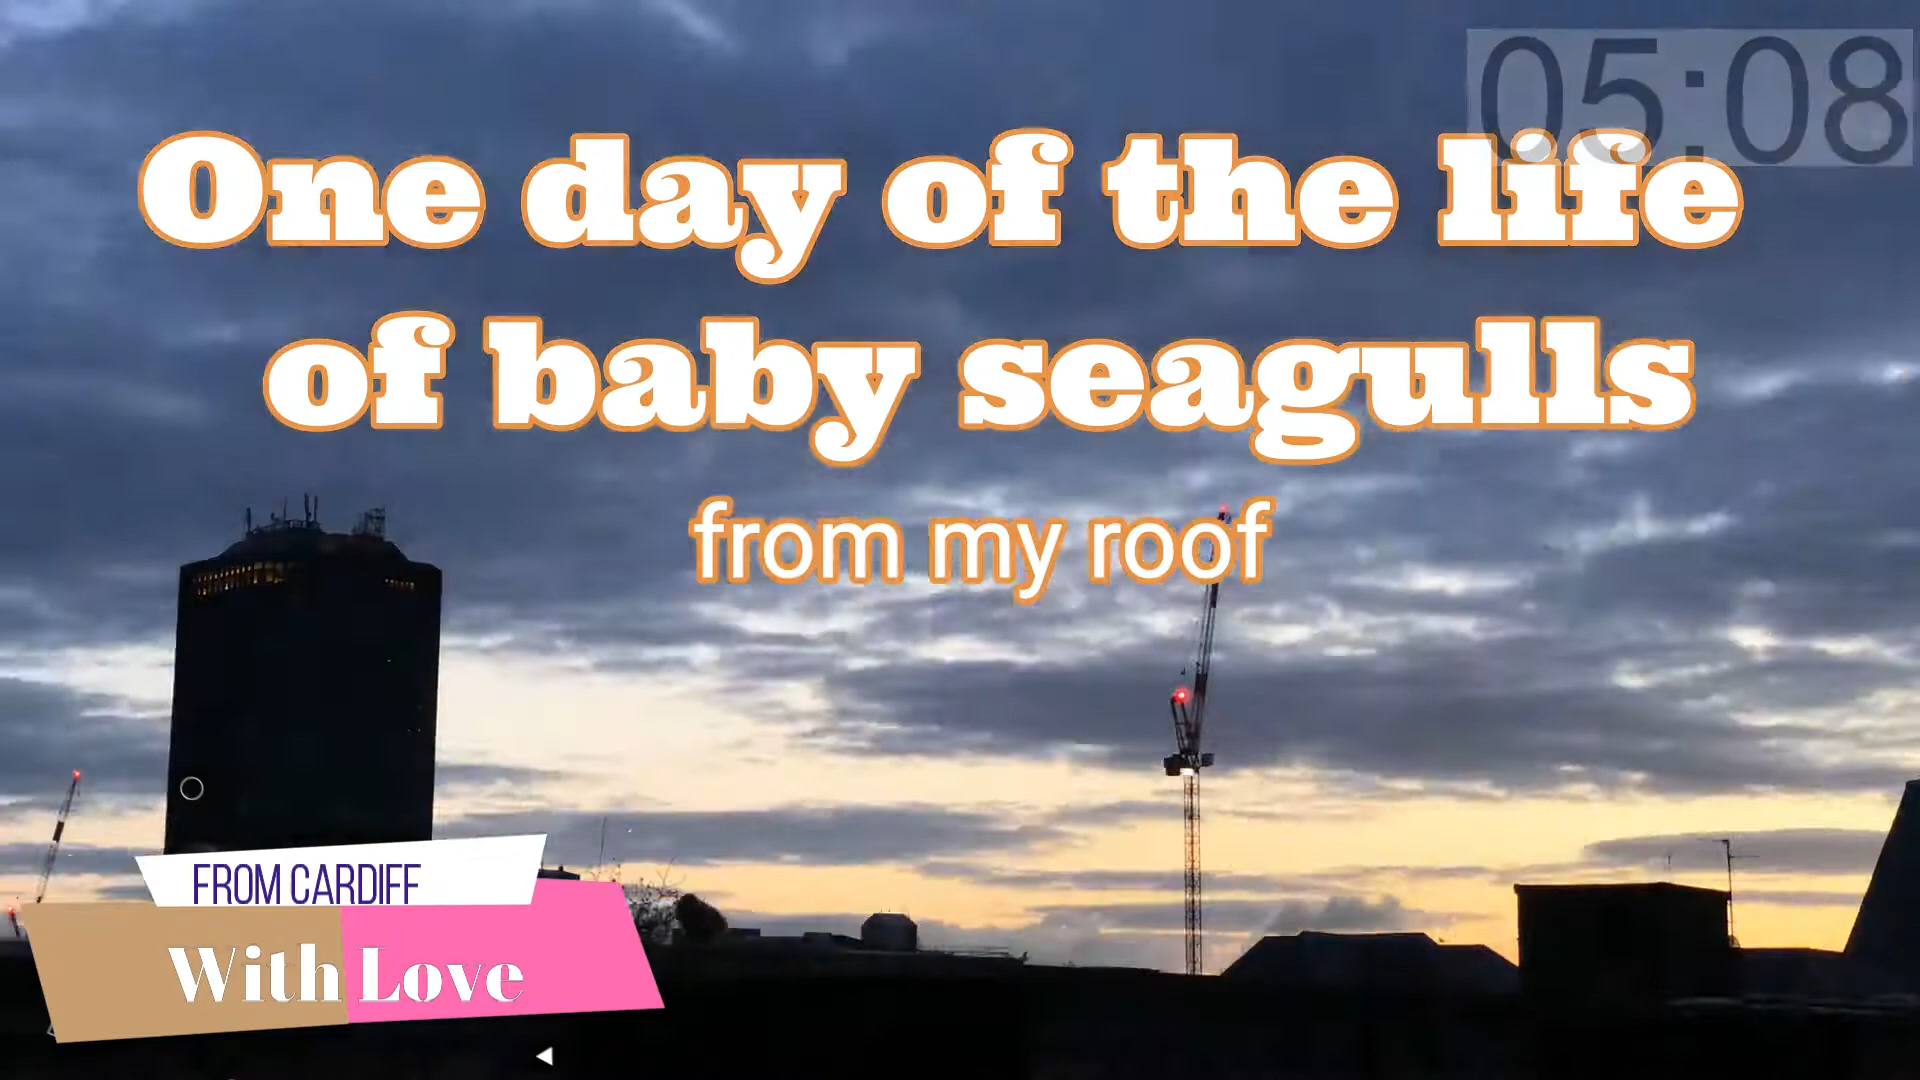 05:08
One day of the life
of baby seagulls
from my roof
FROM CARDIFF
With Love